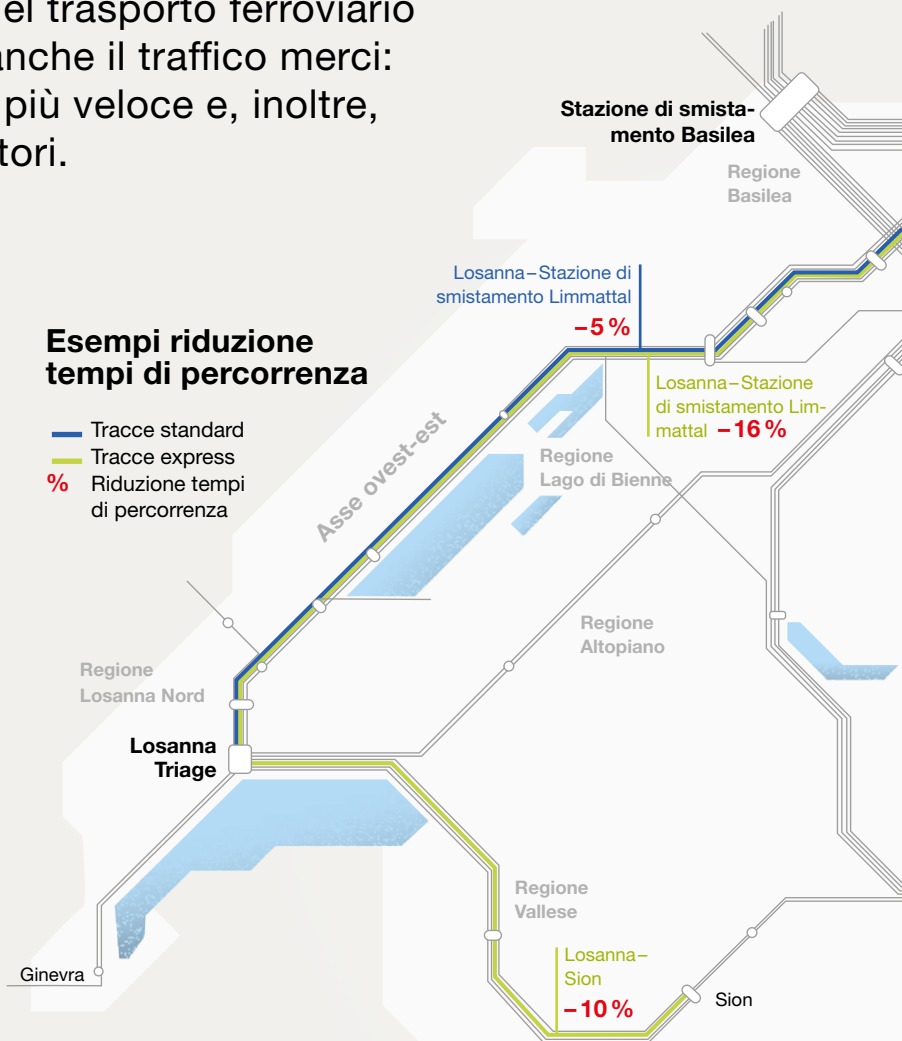 el trasporto ferroviario
anche il traffico merci:
più veloce e, inoltre,
tori.
Stazione di smista-
mento Basilea
Regione
Basilea
Losanna–Stazione di
smistamento Limmattal
–5 %
Esempi riduzione
tempi di percorrenza
Tracce standard
Tracce express
% Riduzione tempi
di percorrenza
Asse ovest-est
Losanna–Stazione
di smistamento Lim-
mattal –16 %
Regione
Lago di Bienne
Regione
Altopiano
Regione
Losanna Nord
Losanna
Triage
Regione
Vallese
Losanna–
Sion
–10 %
Ginevra
Sion